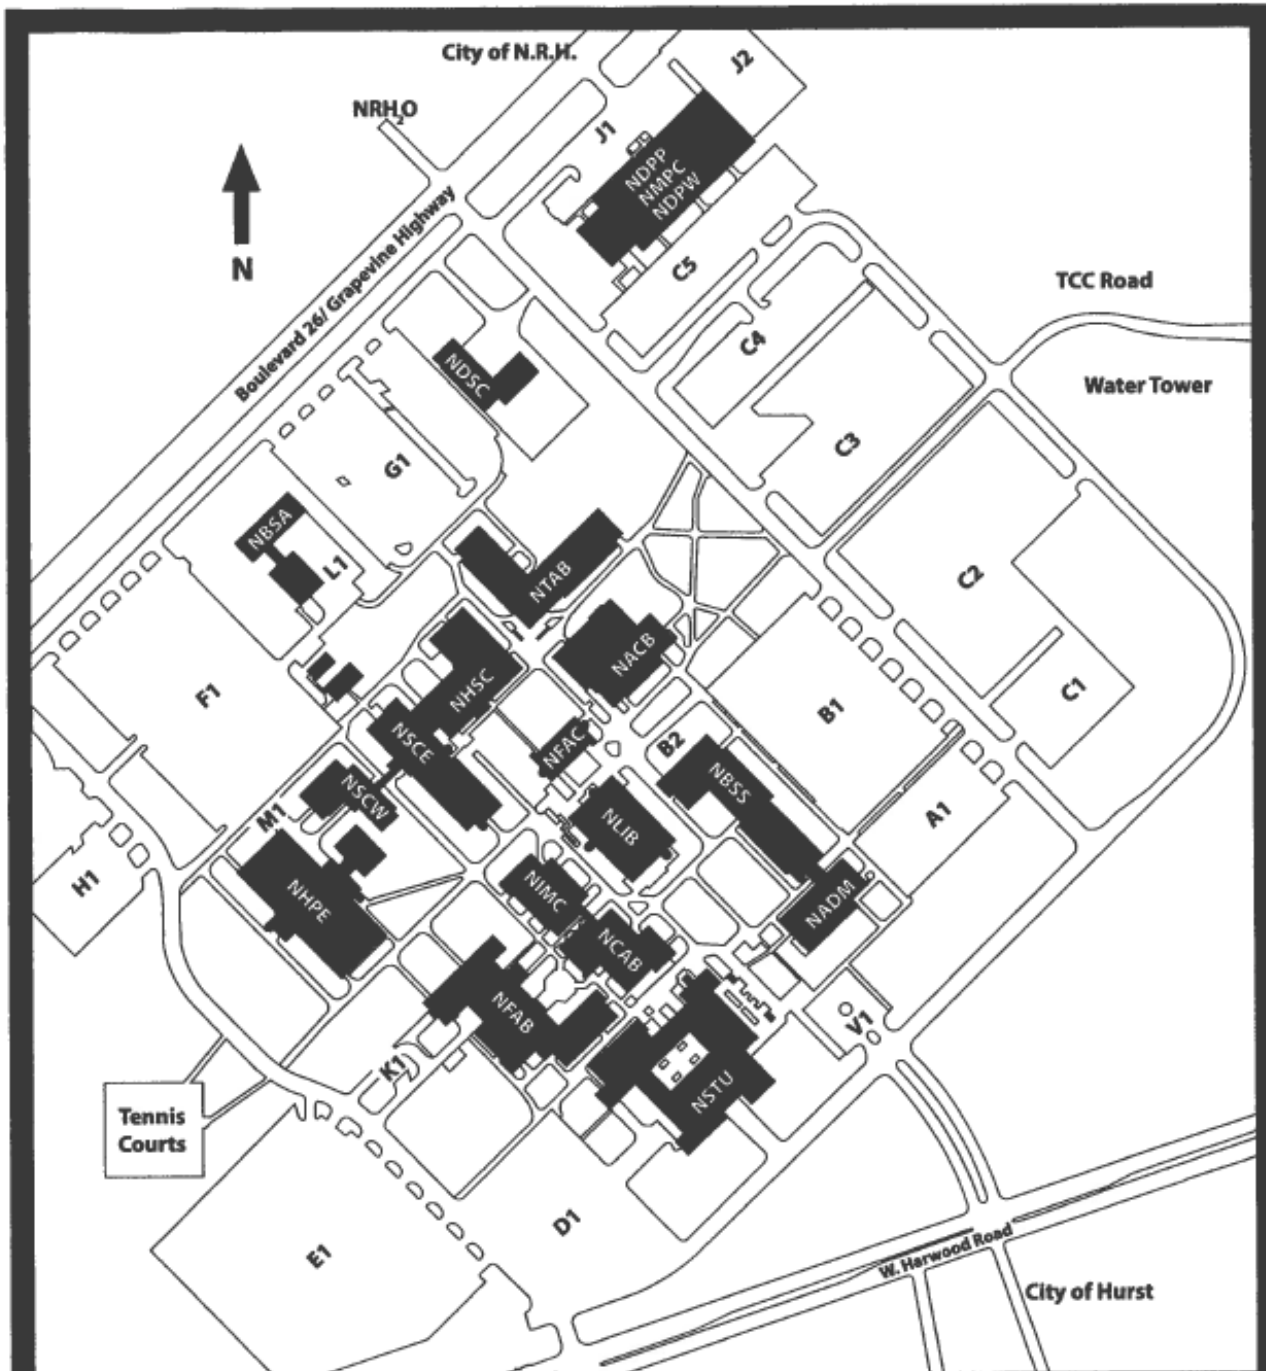 City of N.R.H.
J2
NRH2O
J1
NDPP
NMPC
NDPW
N
Boulevard 26/ Grapevine Highway
C5
TCC Road
C4
Water Tower
NDSC
C3
G1
NBSA
L1
NTAB
C2
NACB
F1
NHSC
C1
B1
NSCE
NFAC
B2
NBSS
NSCW
M1
NLIB
A1
H1
NHPE
NIMC
NADM
NCAB
NFAB
V1
K1
NSTU
Tennis
Courts
D1
E1
W. Harwood Road
City of Hurst